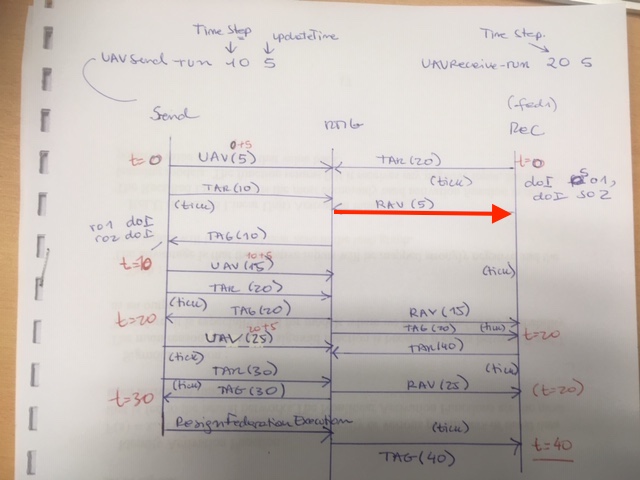 Time Step updateTime
UAVSend-run 10 5
Time Step.
UAVReceive-run 20 5
Send
RTIG
(fed1)
Rec
t=0
0+5
UAV(5)
TAR(20)
t=0
TAR(10)
(tick)
(tick)
RAV(5)
doI so1,
doI so2
ro1 doI
ro2 doI
TAG(10)
t=10
10+5
UAV(15)
(tick)
TAR(20)
(tick)
TAG(20)
RAV(15)
t=20
TAG(20)
(tick)
t=20
20+5
UAV(25)
TAR(40)
(tick)
TAR(30)
(tick)
(tick)
TAG(30)
RAV(25)
(t=20)
t=30
ResignFederationExecution
(tick)
t=40
TAG(40)